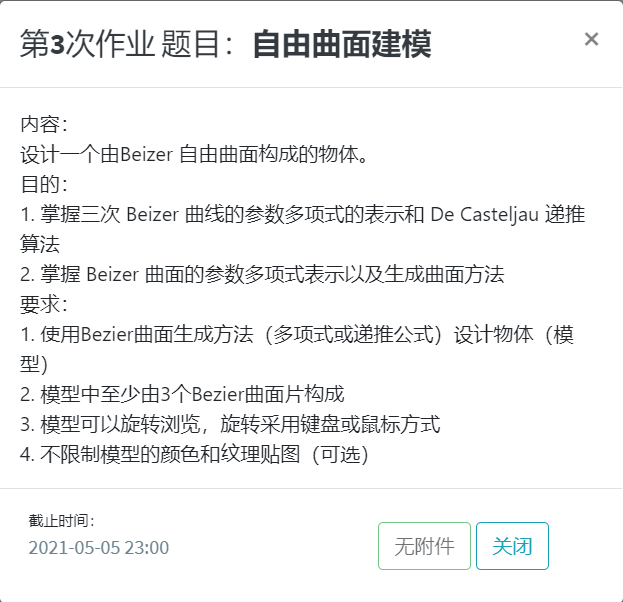 第3次作业 题目：自由曲面建模
×
内容：
设计一个由Beizer 自由曲面构成的物体。
目的：
1. 掌握三次 Beizer 曲线的参数多项式的表示和 De Casteljau 递推
算法
2. 掌握 Beizer 曲面的参数多项式表示以及生成曲面方法
要求：
1. 使用Bezier曲面生成方法（多项式或递推公式）设计物体（模
型）
2. 模型中至少由3个Bezier曲面片构成
3. 模型可以旋转浏览，旋转采用键盘或鼠标方式
4. 不限制模型的颜色和纹理贴图（可选）
截止时间：
2021-05-05 23:00
无附件
关闭